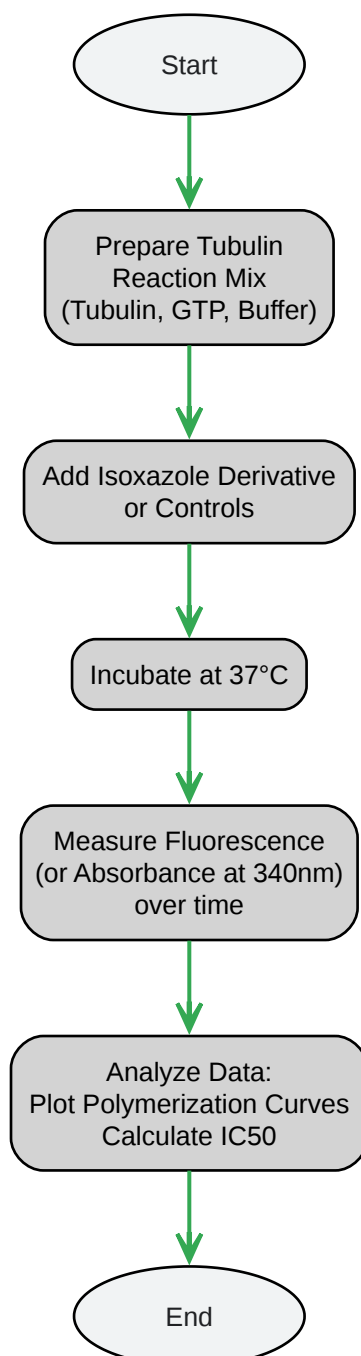 Start
Prepare Tubulin
Reaction Mix
(Tubulin, GTP, Buffer)
Add Isoxazole Derivative
or Controls
Incubate at 37°C
Measure Fluorescence
(or Absorbance at 340nm)
over time
Analyze Data:
Plot Polymerization Curves
Calculate IC50
End